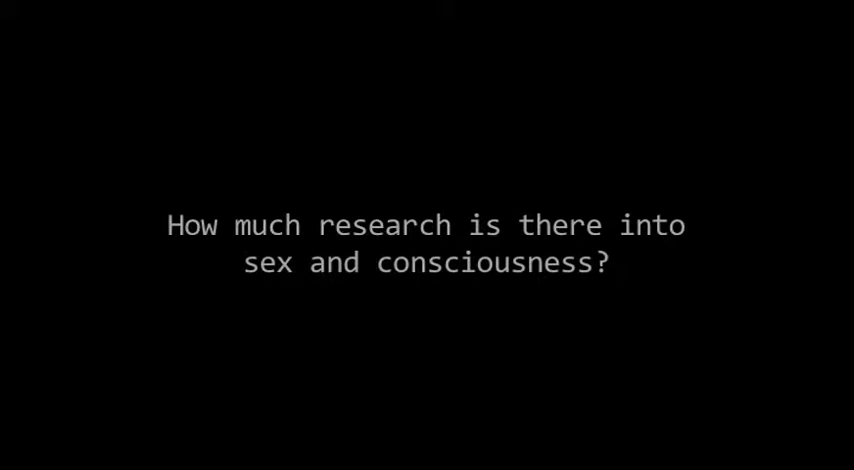 How much research is there into
sex and consciousness?